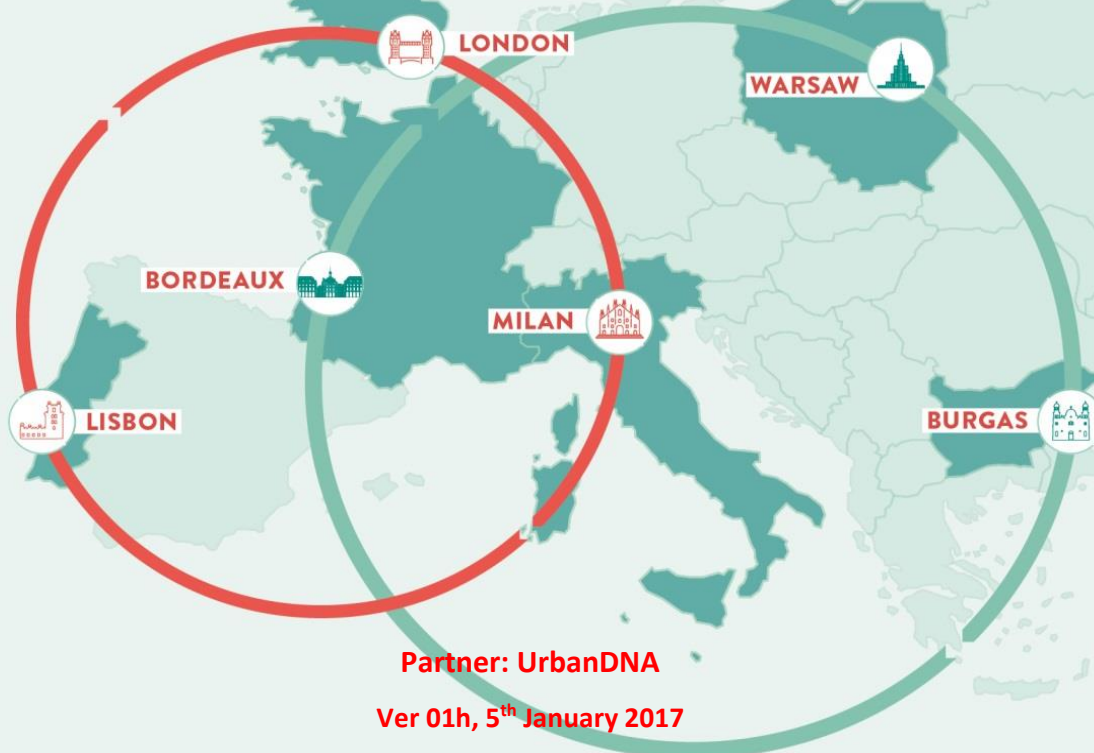 LONDON
WARSAW
BORDEAUX
MILAN
LISBON
BURGAS
Partner: UrbanDNA
Ver 01h, 5th January 2017